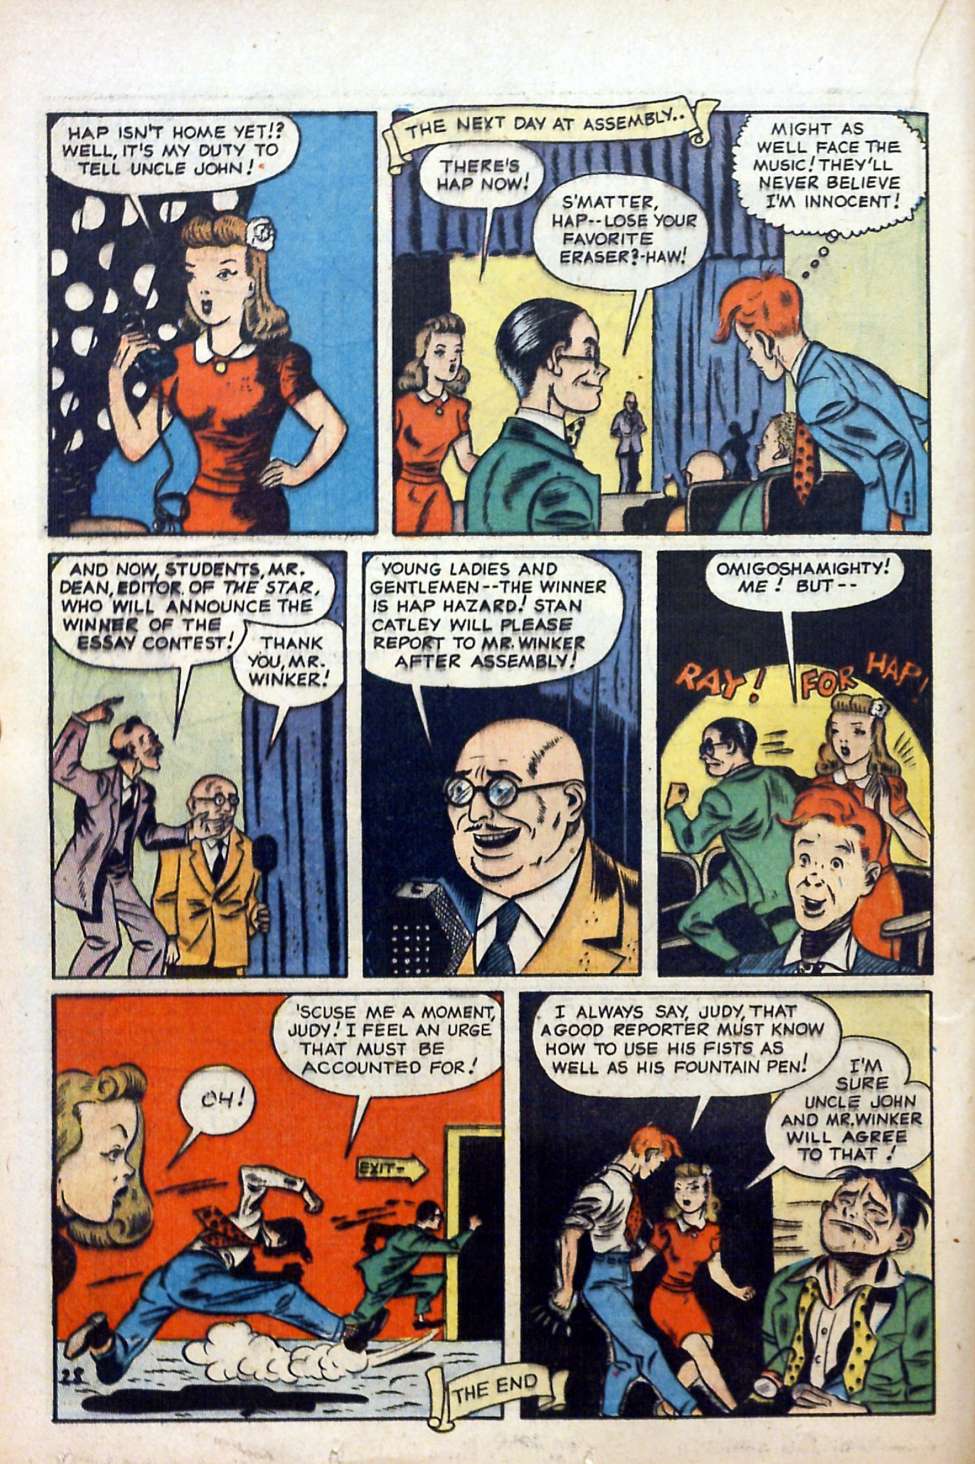 HAP ISN'T HOME YET!?
WELL, IT'S MY DUTY TO
TELL UNCLE JOHN!
THE NEXT DAY AT ASSEMBLY..
THERE'S
HAP NOW!
S'MATTER,
HAP--LOSE YOUR
FAVORITE
ERASER?-HAW!
MIGHT AS
WELL FACE THE
MUSIC! THEY'LL
NEVER BELIEVE
I'M INNOCENT!
AND NOW, STUDENTS, MR.
DEAN, EDITOR OF THE STAR,
WHO WILL ANNOUNCE THE
WINNER OF THE
ESSAY CONTEST!
THANK
YOU, MR.
WINKER!
YOUNG LADIES AND
GENTLEMEN--THE WINNER
IS HAP HAZARD! STAN
CATLEY WILL PLEASE
REPORT TO MR. WINKER
AFTER ASSEMBLY!
OMIGOSHAMIGHTY!
ME! BUT--
RAY! FOR HAP!
OH!
'SCUSE ME A MOMENT,
JUDY! I FEEL AN URGE
THAT MUST BE
ACCOUNTED FOR!
EXIT
I ALWAYS SAY, JUDY, THAT
A GOOD REPORTER MUST KNOW
HOW TO USE HIS FISTS AS
WELL AS HIS FOUNTAIN PEN!
I'M
SURE
UNCLE JOHN
AND MR. WINKER
WILL AGREE
TO THAT!
28
THE END